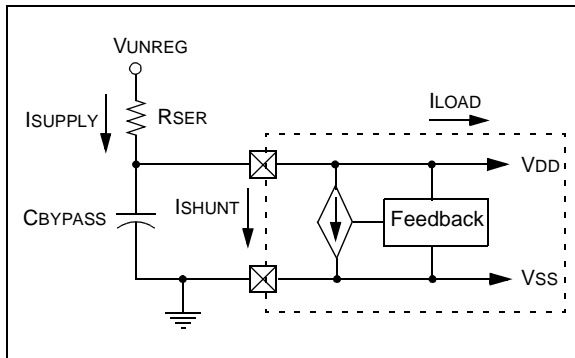 VUNREG
ISUPPLY
RSER
ILOAD
VDD
CBYPASS
ISHUNT
Feedback
VSS